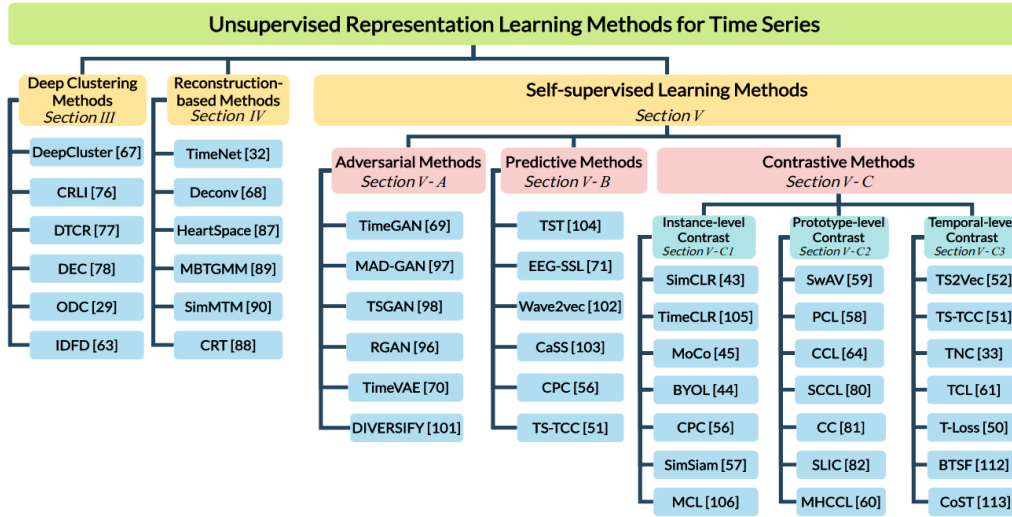 Unsupervised Representation Learning Methods for Time Series
Deep Clustering
Methods
Section III
DeepCluster [67]
CRLI [76]
DTCR [77]
DEC [78]
ODC [29]
IDFD [63]
Reconstruction-
based Methods
Section IV
TimeNet [32]
Deconv [68]
HeartSpace [87]
MBTGMM [89]
SimMTM [90]
CRT [88]
Self-supervised Learning Methods
Section V
Adversarial Methods
Section V - A
TimeGAN [69]
MAD-GAN [97]
TSGAN [98]
RGAN [96]
TimeVAE [70]
DIVERSIFY [101]
Predictive Methods
Section V - B
TST [104]
EEG-SSL [71]
Wave2vec [102]
CaSS [103]
CPC [56]
TS-TCC [51]
Contrastive Methods
Section V - C
Instance-level
Contrast
Section V - C1
SimCLR [43]
TimeCLR [105]
MoCo [45]
BYOL [44]
CPC [56]
SimSiam [57]
MCL [106]
Prototype-level
Contrast
Section V - C2
SwAV [59]
PCL [58]
CCL [64]
SCCL [80]
CC [81]
SLIC [82]
MHCCL [60]
Temporal-level
Contrast
Section V - C3
TS2Vec [52]
TS-TCC [51]
TNC [33]
TCL [61]
T-Loss [50]
BTSF [112]
CoST [113]